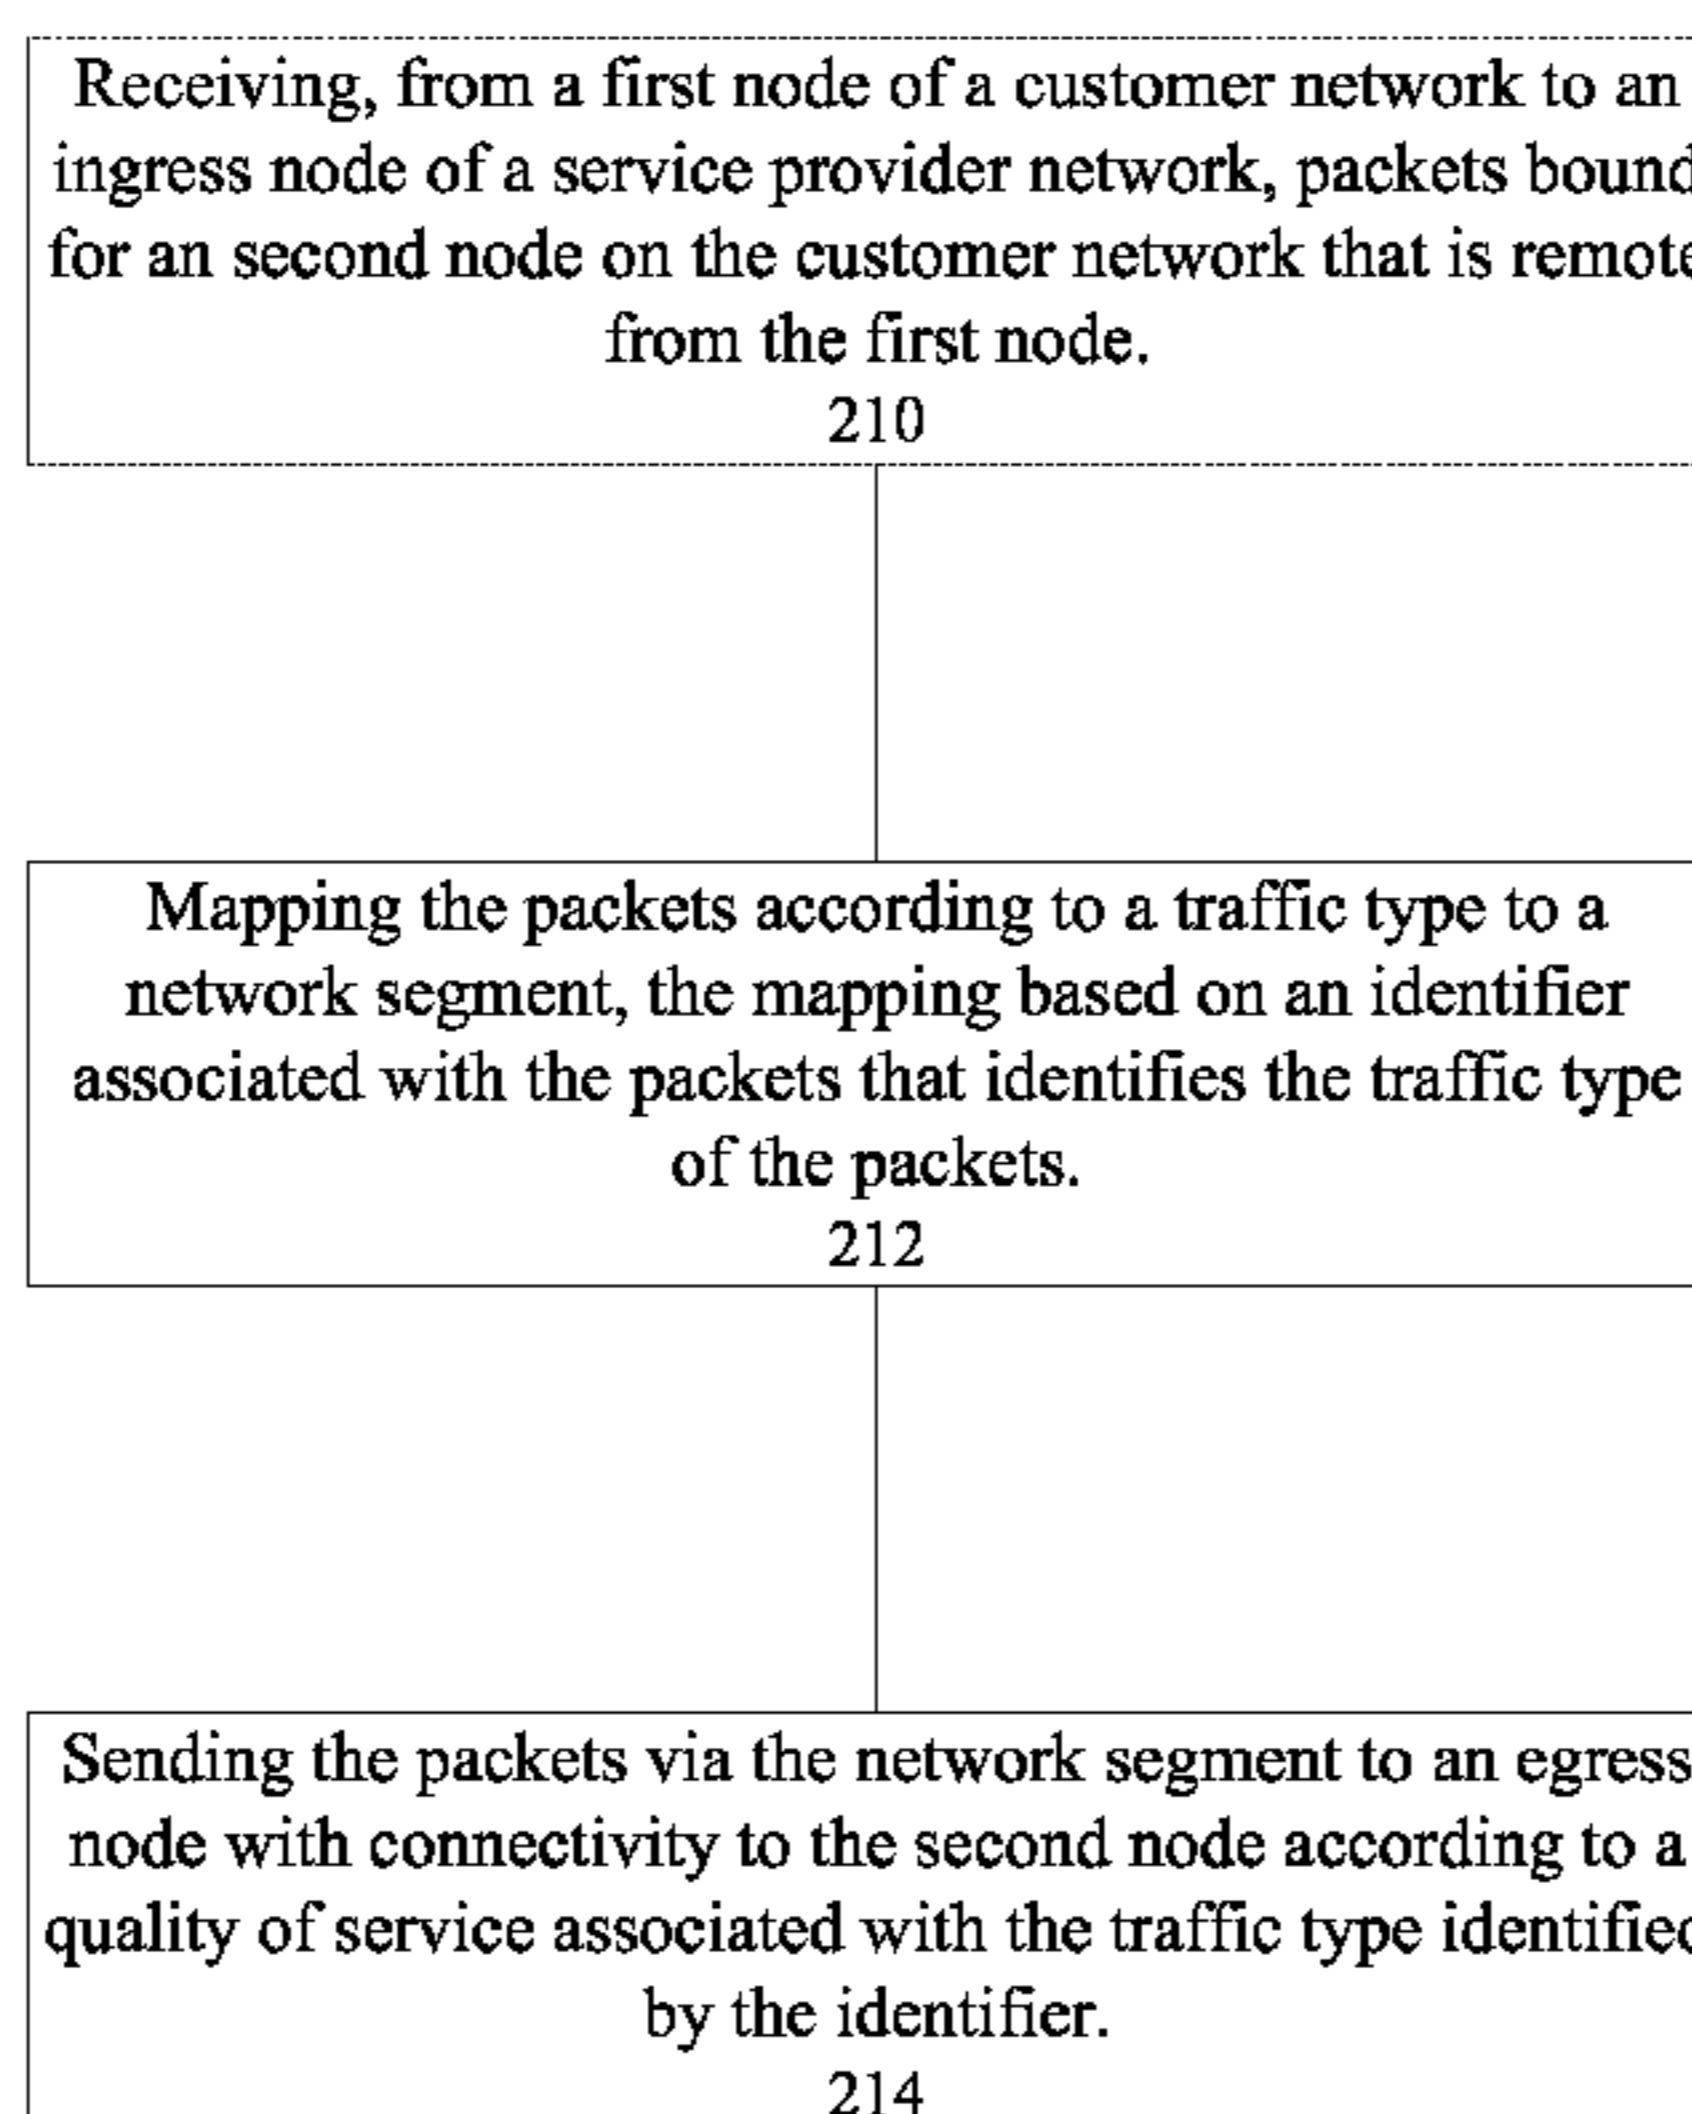 Receiving, from a first node of a customer network to an
ingress node of a service provider network, packets bound
for an second node on the customer network that is remote
from the first node.
210
Mapping the packets according to a traffic type to a
network segment, the mapping based on an identifier
associated with the packets that identifies the traffic type
of the packets.
212
Sending the packets via the network segment to an egress
node with connectivity to the second node according to a
quality of service associated with the traffic type identified
by the identifier.
214